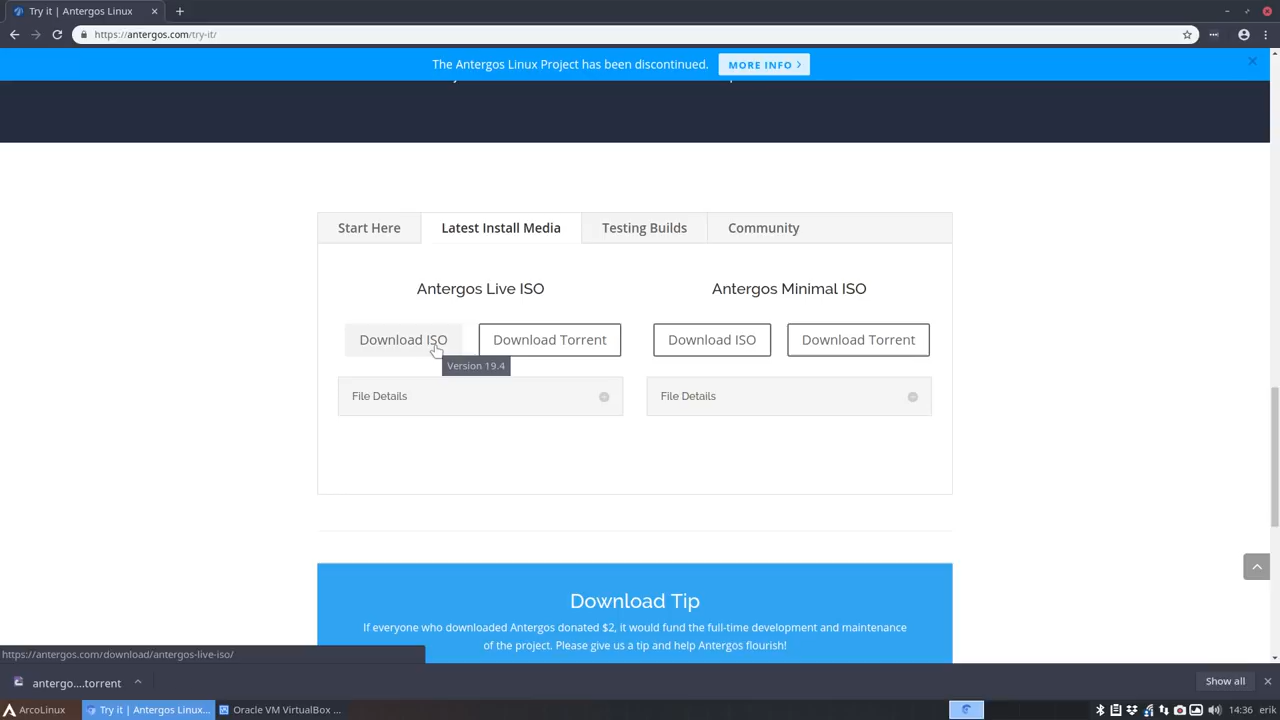 Try it | Antergos Linux
https://antergos.com/try-it/
The Antergos Linux Project has been discontinued.
MORE INFO
Start Here
Latest Install Media
Testing Builds
Community
Antergos Live ISO
Antergos Minimal ISO
Download ISO
Download Torrent
Download ISO
Download Torrent
Version 19.4
File Details
File Details
Download Tip
If everyone who downloaded Antergos donated $2, it would fund the full-time development and maintenance
of the project. Please give us a tip and help Antergos flourish!
https://antergos.com/download/antergos-live-iso/
antergo....torrent
Show all
ArcoLinux
Try it | Antergos Linux...
Oracle VM VirtualBox ...
14:36
erik